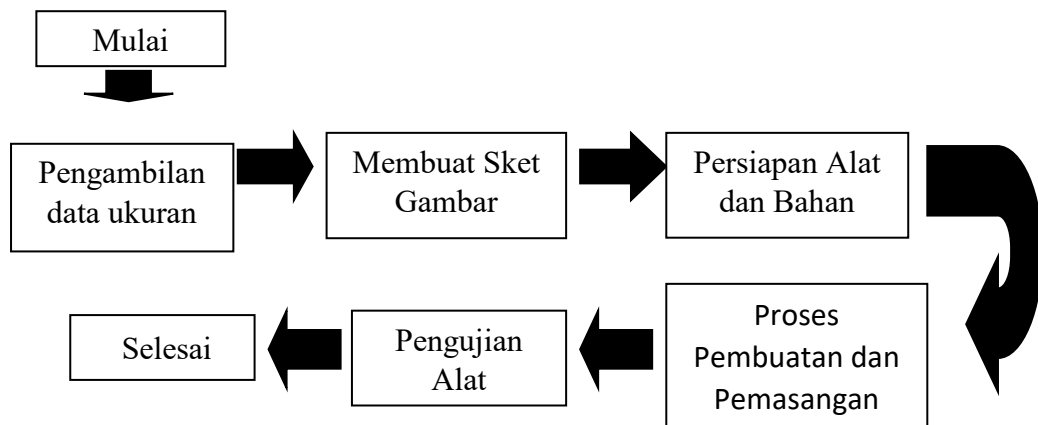 Mulai
Pengambilan
data ukuran
Membuat Sket
Gambar
Persiapan Alat
dan Bahan
Proses
Pembuatan dan
Pemasangan
Pengujian
Alat
Selesai